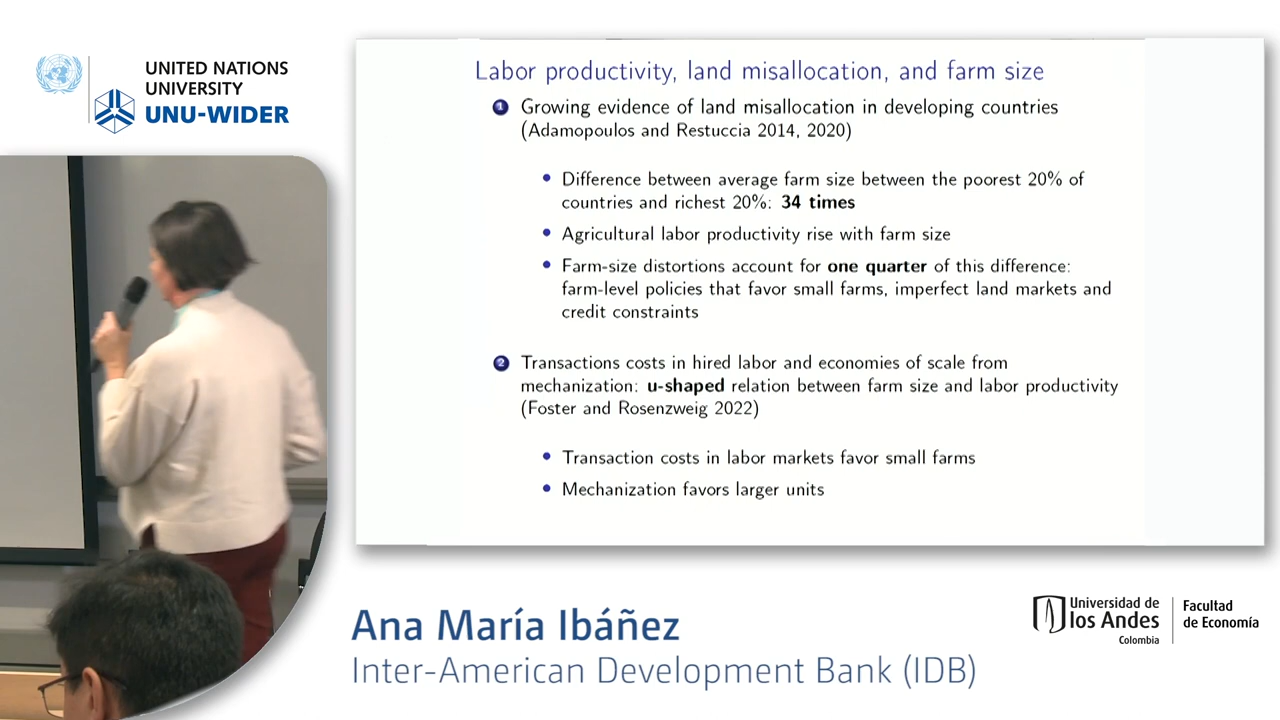 UNITED NATIONS
UNIVERSITY
UNU-WIDER
Labor productivity, land misallocation, and farm size
1 Growing evidence of land misallocation in developing countries
(Adamopoulos and Restuccia 2014, 2020)
• Difference between average farm size between the poorest 20% of
countries and richest 20%: 34 times
• Agricultural labor productivity rise with farm size
• Farm-size distortions account for one quarter of this difference:
farm-level policies that favor small farms, imperfect land markets and
credit constraints
2 Transactions costs in hired labor and economies of scale from
mechanization: u-shaped relation between farm size and labor productivity
(Foster and Rosenzweig 2022)
• Transaction costs in labor markets favor small farms
• Mechanization favors larger units
Ana María Ibáñez
Inter-American Development Bank (IDB)
Universidad de
los Andes
Colombia
Facultad
de Economía